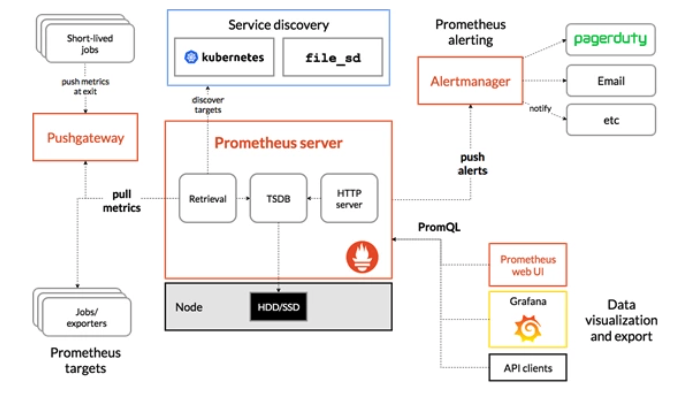 Short-lived
jobs
push metrics
at exit
Pushgateway
Service discovery
kubernetes
file_sd
discover
targets
Prometheus
alerting
Alertmanager
pagerduty
Email
etc
notify
Prometheus server
Retrieval
TSDB
HTTP
server
pull
metrics
push
alerts
PromQL
Node
HDD/SSD
Jobs/
exporters
Prometheus
targets
Prometheus
web UI
Grafana
API clients
Data
visualization
and export